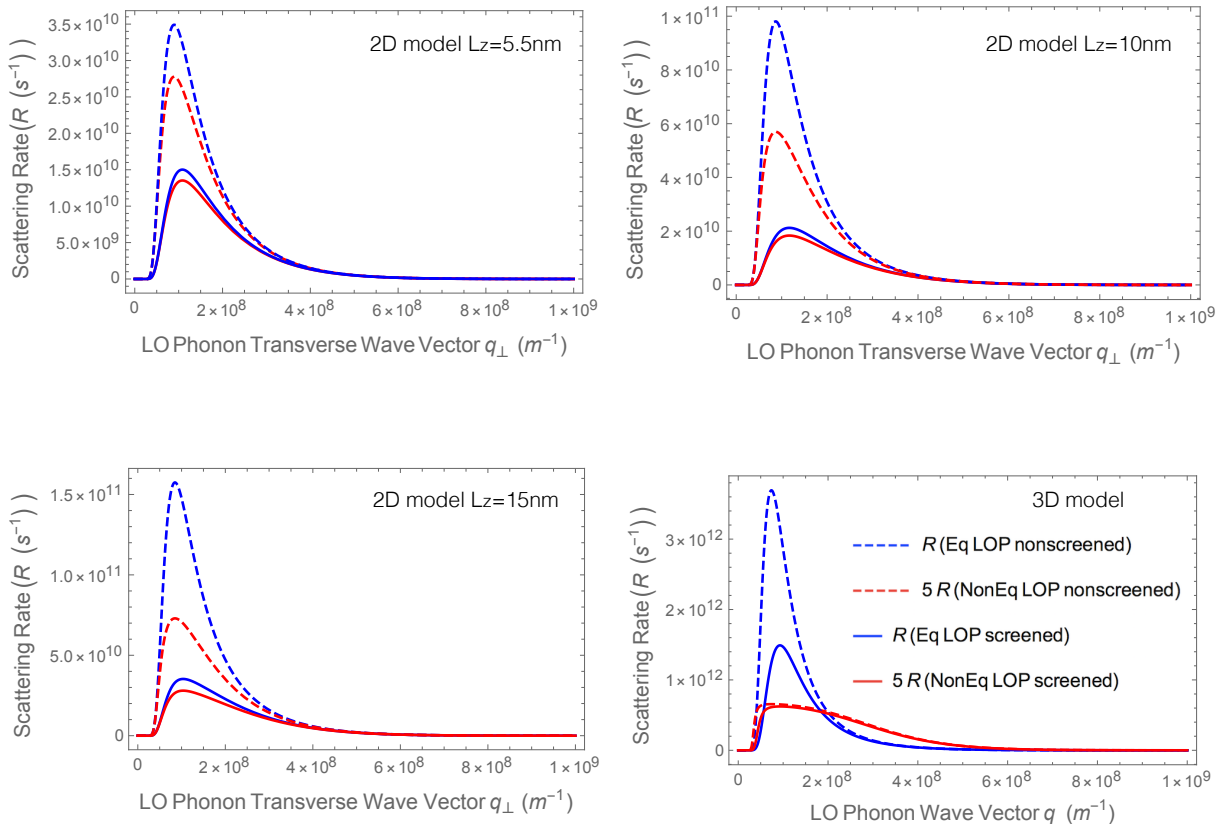 2D model Lz=5.5nm
Scattering Rate (R (s⁻¹))
3.5×10¹⁰
3.0×10¹⁰
2.5×10¹⁰
2.0×10¹⁰
1.5×10¹⁰
1.0×10¹⁰
5.0×10⁹
0
0 2×10⁸ 4×10⁸ 6×10⁸ 8×10⁸ 1×10⁹
LO Phonon Transverse Wave Vector q⊥ (m⁻¹)
2D model Lz=10nm
Scattering Rate (R (s⁻¹))
1×10¹¹
8×10¹⁰
6×10¹⁰
4×10¹⁰
2×10¹⁰
0
0 2×10⁸ 4×10⁸ 6×10⁸ 8×10⁸ 1×10⁹
LO Phonon Transverse Wave Vector q⊥ (m⁻¹)
2D model Lz=15nm
Scattering Rate (R (s⁻¹))
1.5×10¹¹
1.0×10¹¹
5.0×10¹⁰
0
0 2×10⁸ 4×10⁸ 6×10⁸ 8×10⁸ 1×10⁹
LO Phonon Transverse Wave Vector q⊥ (m⁻¹)
3D model
Scattering Rate (R (s⁻¹))
3×10¹²
2×10¹²
1×10¹²
0
R (Eq LOP nonscreened)
5 R (NonEq LOP nonscreened)
R (Eq LOP screened)
5 R (NonEq LOP screened)
0 2×10⁸ 4×10⁸ 6×10⁸ 8×10⁸ 1×10⁹
LO Phonon Wave Vector q (m⁻¹)